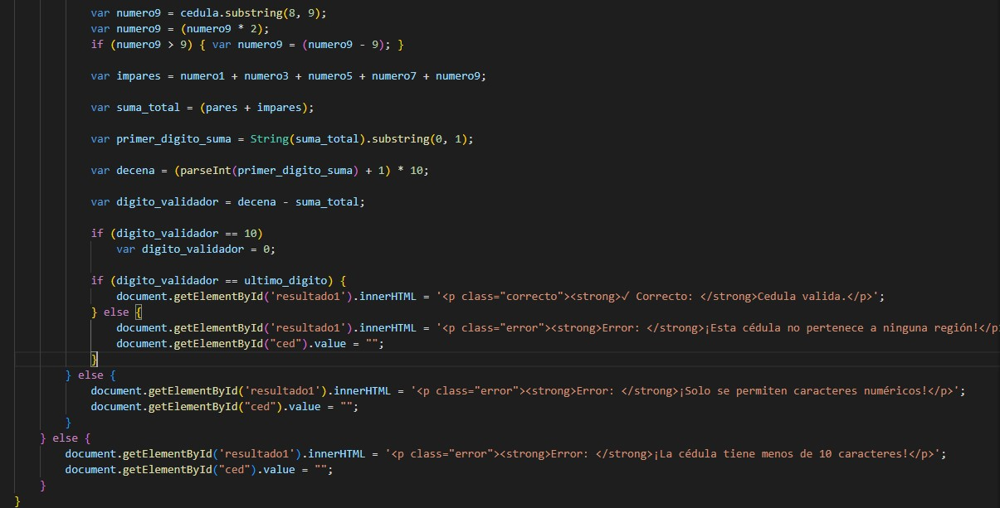 var numero9 = cedula.substring(8, 9);
var numero9 = (numero9 * 2);
if (numero9 > 9) { var numero9 = (numero9 - 9); }
var impares = numero1 + numero3 + numero5 + numero7 + numero9;
var suma_total = (pares + impares);
var primer_digito_suma = String(suma_total).substring(0, 1);
var decena = (parseInt(primer_digito_suma) + 1) * 10;
var digito_validador = decena - suma_total;
if (digito_validador == 10)
var digito_validador = 0;
if (digito_validador == ultimo_digito) {
document.getElementById('resultado1').innerHTML = '<p class="correcto"><strong>√ Correcto: </strong>Cedula valida.</p>';
} else {
document.getElementById('resultado1').innerHTML = '<p class="error"><strong>Error: </strong>¡Esta cédula no pertenece a ninguna región!</p
document.getElementById("ced").value = "";
}
} else {
document.getElementById('resultado1').innerHTML = '<p class="error"><strong>Error: </strong>¡Solo se permiten caracteres numéricos!</p>';
document.getElementById("ced").value = "";
}
} else {
document.getElementById('resultado1').innerHTML = '<p class="error"><strong>Error: </strong>¡La cédula tiene menos de 10 caracteres!</p>';
document.getElementById("ced").value = "";
}
}